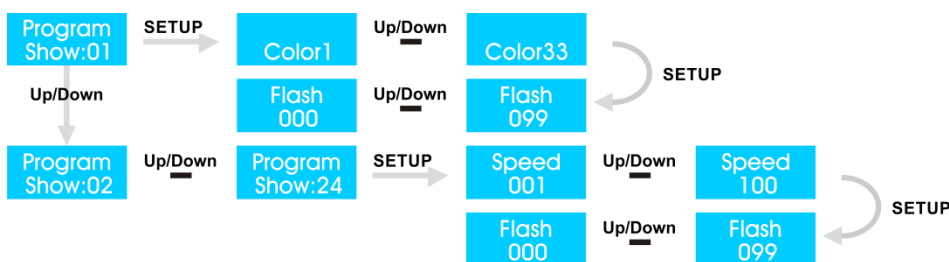 Program
Show:01
SETUP
Color1
Up/Down
Color33
SETUP
Up/Down
Flash
000
Up/Down
Flash
099
Program
Show:02
Up/Down
Program
Show:24
SETUP
Speed
001
Up/Down
Speed
100
SETUP
Flash
000
Up/Down
Flash
099